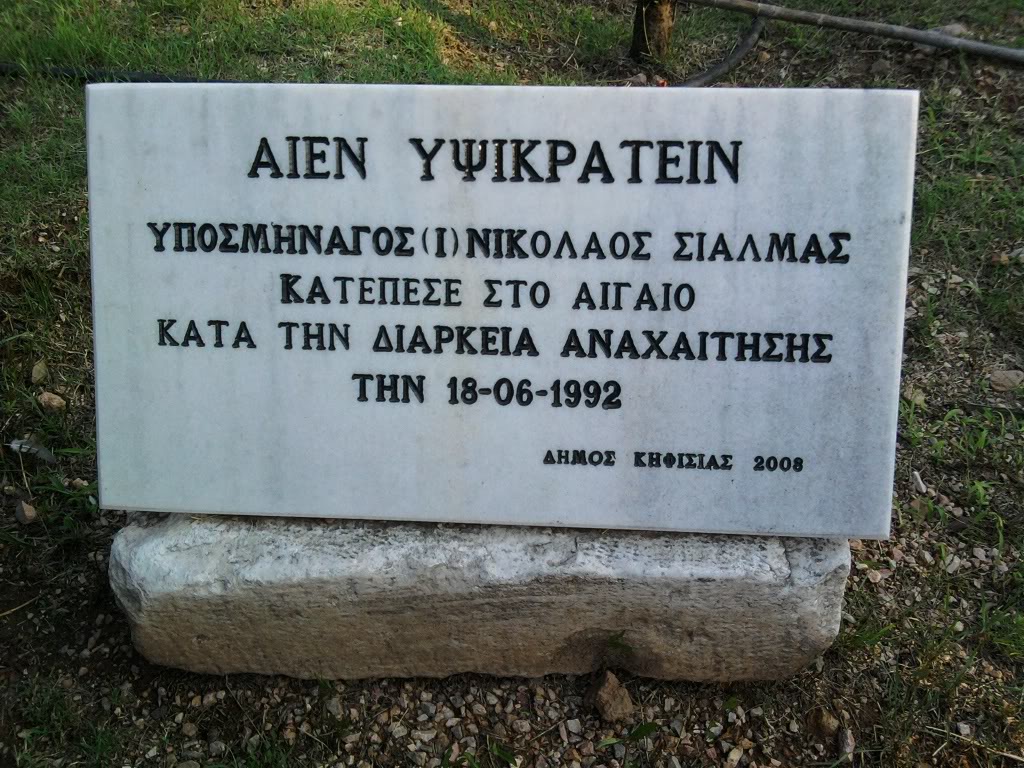 ΑΙΕΝ ΥΨΙΚΡΑΤΕΙΝ
ΥΠΟΣΜΗΝΑΓΟΣ (Ι) ΝΙΚΟΛΑΟΣ ΣΙΑΛΜΑΣ
ΚΑΤΕΠΕΣΕ ΣΤΟ ΑΙΓΑΙΟ
ΚΑΤΑ ΤΗΝ ΔΙΑΡΚΕΙΑ ΑΝΑΧΑΙΤΗΣΗΣ
ΤΗΝ 18-06-1992
ΔΗΜΟΣ ΚΗΦΙΣΙΑΣ 2008